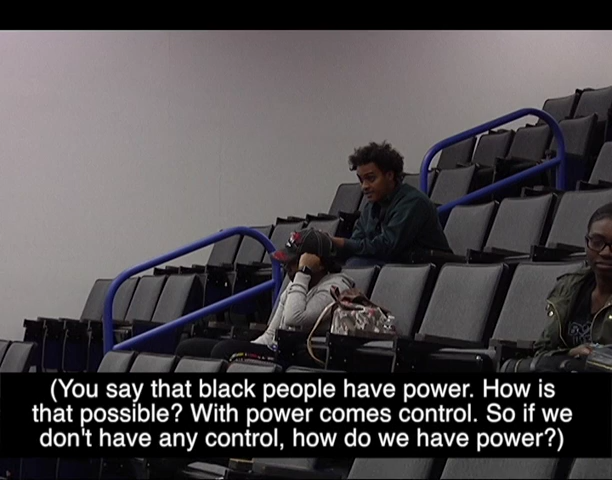 (You say that black people have power. How is
that possible? With power comes control. So if we
don't have any control, how do we have power?)